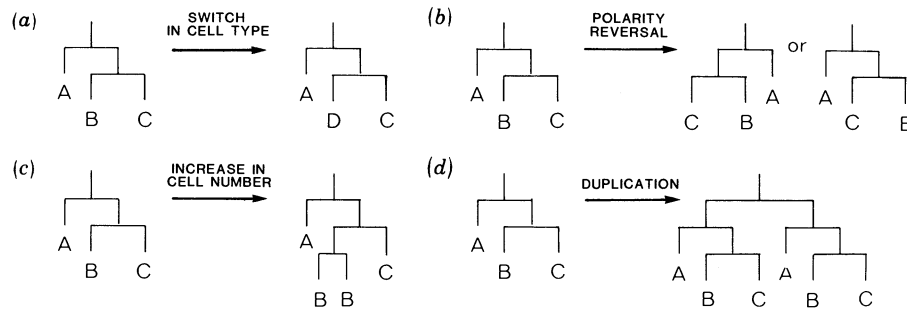 (a)
SWITCH
IN CELL TYPE
A
B C
A
D C
(b)
POLARITY
REVERSAL
or
A
B C
C B A
A
C B
(c)
INCREASE IN
CELL NUMBER
A
B C
A
C
B B
(d)
DUPLICATION
A
B C
A A
B C B C